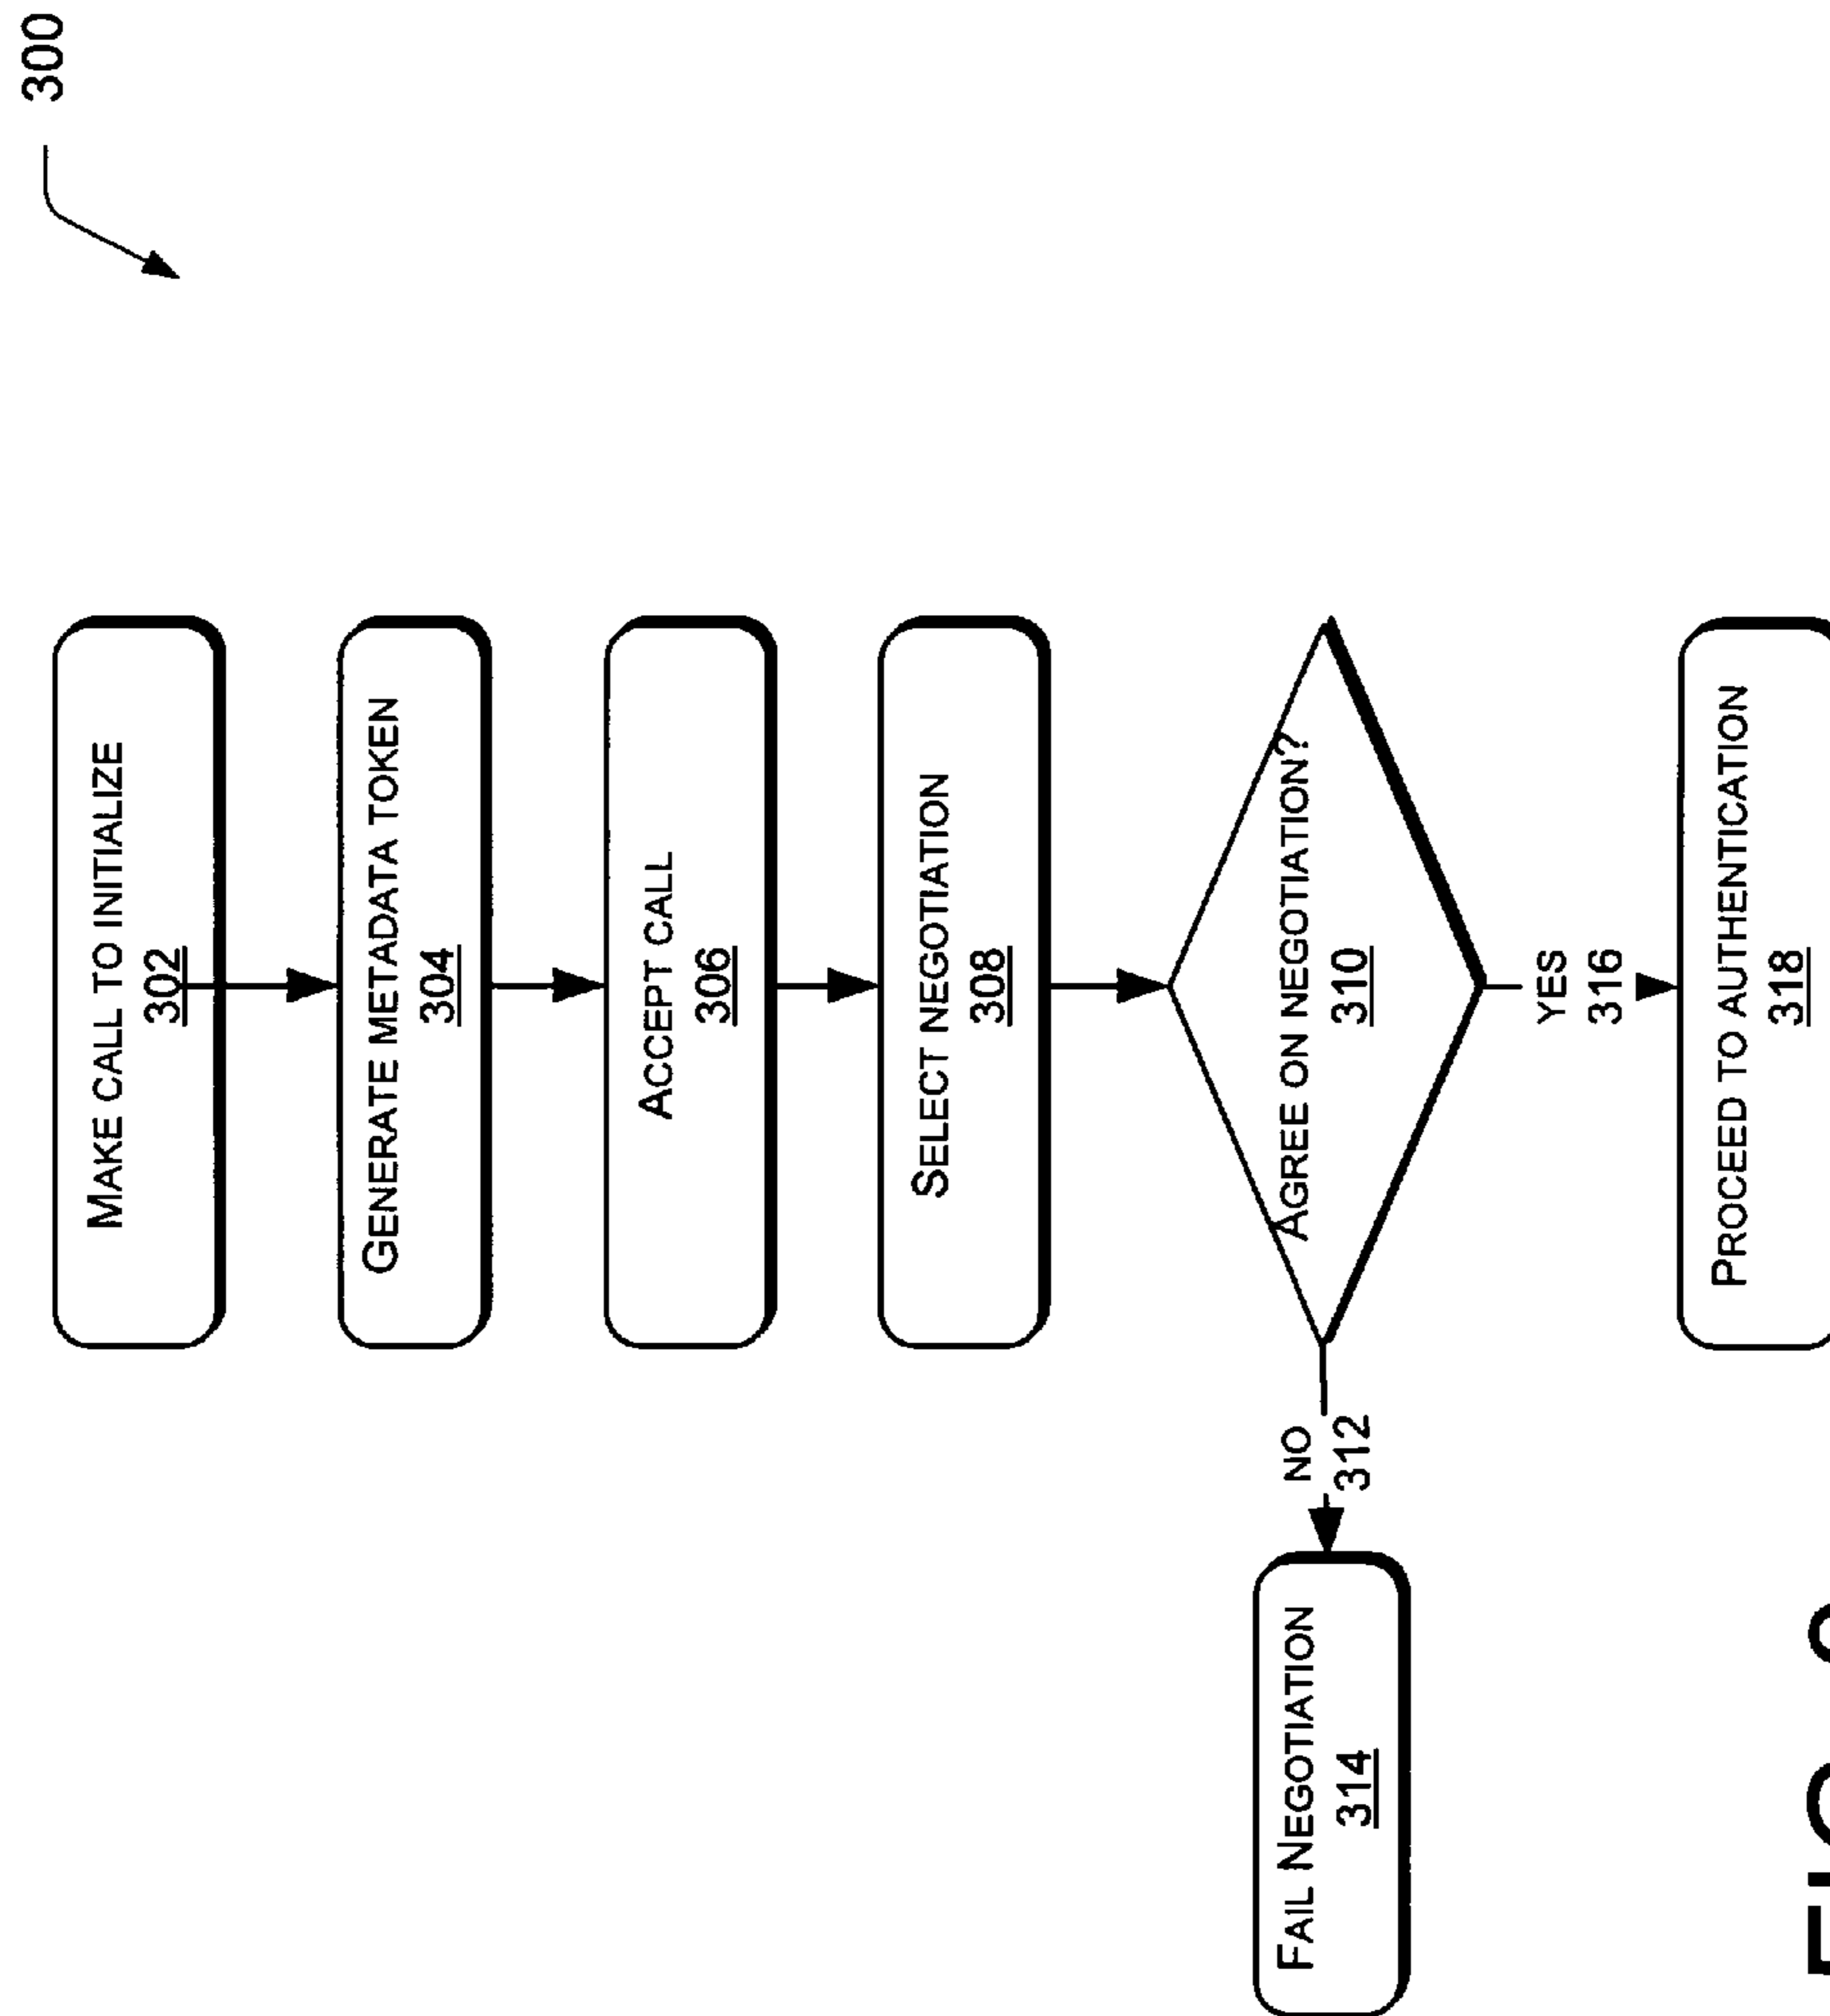 300
MAKE CALL TO INITIALIZE
302
GENERATE METADATA TOKEN
304
ACCEPT CALL
306
SELECT NEGOTIATION
308
AGREE ON NEGOTIATION?
310
NO
312
FAIL NEGOTIATION
314
YES
316
PROCEED TO AUTHENTICATION
318